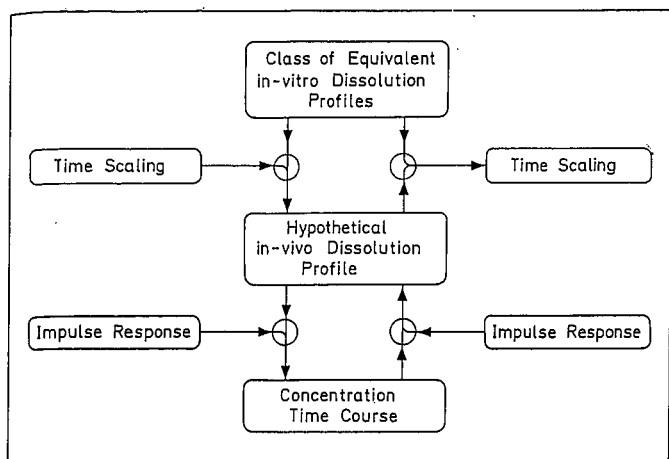 Class of Equivalent
in-vitro Dissolution
Profiles
Time Scaling
Time Scaling
Hypothetical
in-vivo Dissolution
Profile
Impulse Response
Impulse Response
Concentration
Time Course